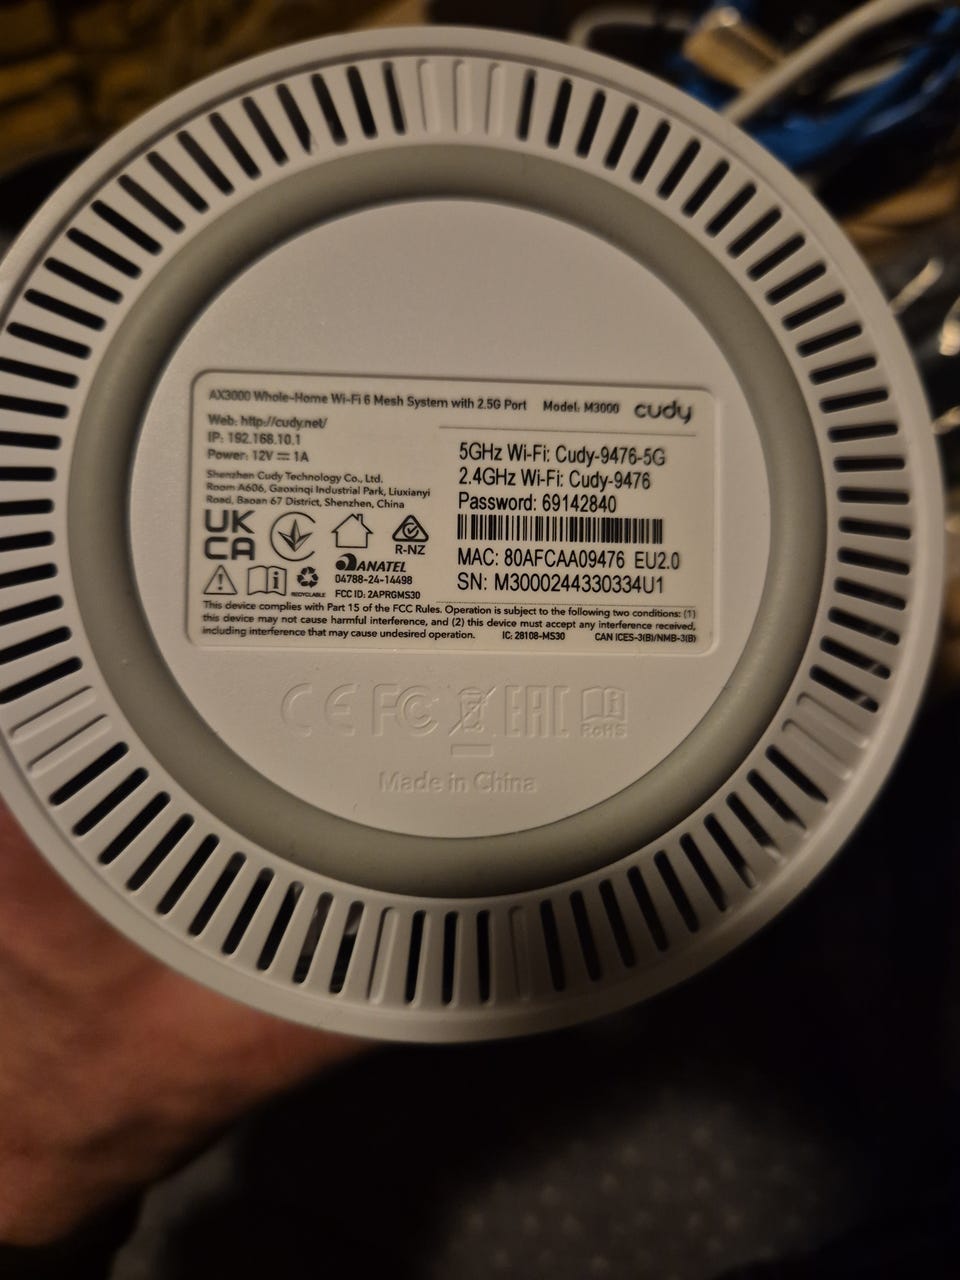 AX3000 Whole-Home Wi-Fi 6 Mesh System with 2.5G Port Model: M3000 cudy
Web: http://cudy.net/
IP: 192.168.10.1
Power: 12V ⎓ 1A
Shenzhen Cudy Technology Co., Ltd.
Room A606, Gaoxinqi Industrial Park, Liuxianyi
Road, Baoan 67 District, Shenzhen, China
5GHz Wi-Fi: Cudy-9476-5G
2.4GHz Wi-Fi: Cudy-9476
Password: 69142840
MAC: 80AFCAA09476 EU2.0
SN: M3000244330334U1
UK
CA
R-NZ
ANATEL
04788-24-14498
RECYCLABLE
FCC ID: 2APRGMS30
This device complies with Part 15 of the FCC Rules. Operation is subject to the following two conditions: (1)
this device may not cause harmful interference, and (2) this device must accept any interference received,
including interference that may cause undesired operation. IC: 28108-MS30 CAN ICES-3(B)/NMB-3(B)
CE FC EAC
RoHS
Made in China